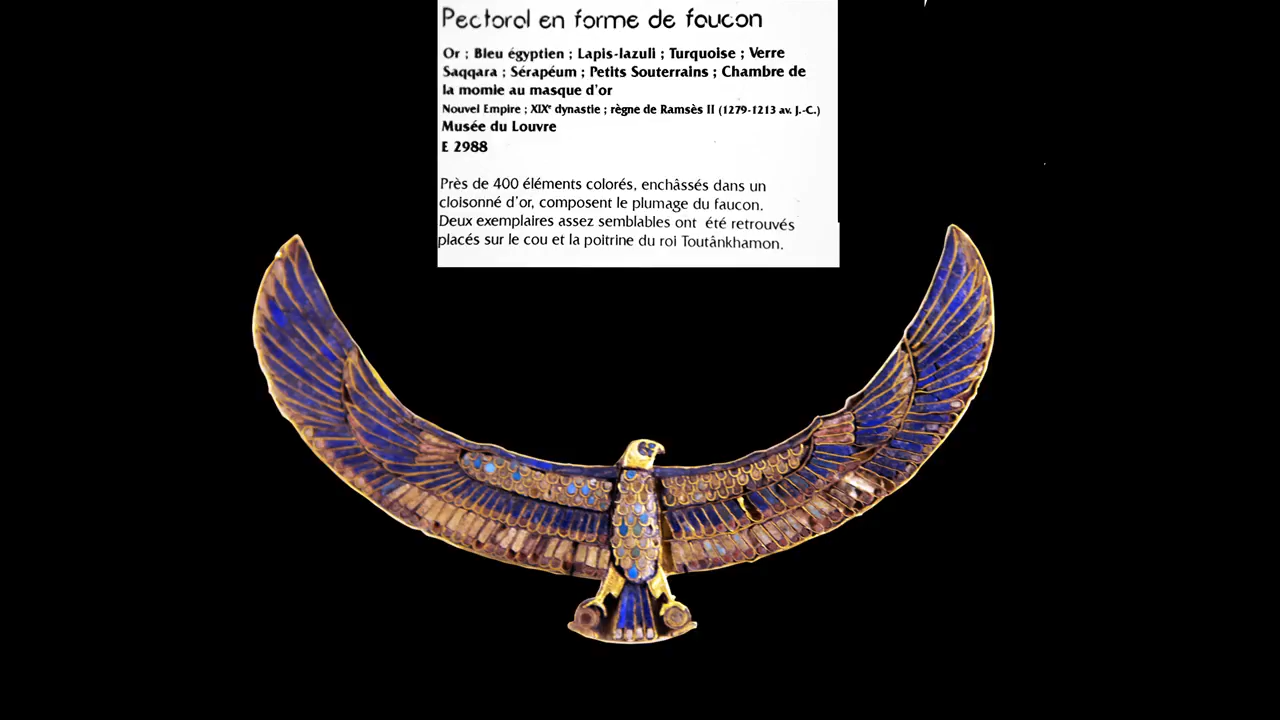 Pectoral en forme de faucon
Or ; Bleu égyptien ; Lapis-lazuli ; Turquoise ; Verre
Saqqara ; Sérapéum ; Petits Souterrains ; Chambre de
la momie au masque d'or
Nouvel Empire ; XIXe dynastie ; règne de Ramsès II (1279-1213 av. J.-C.)
Musée du Louvre
E 2988
Près de 400 éléments colorés, enchâssés dans un
cloisonné d'or, composent le plumage du faucon.
Deux exemplaires assez semblables ont été retrouvés
placés sur le cou et la poitrine du roi Toutânkhamon.